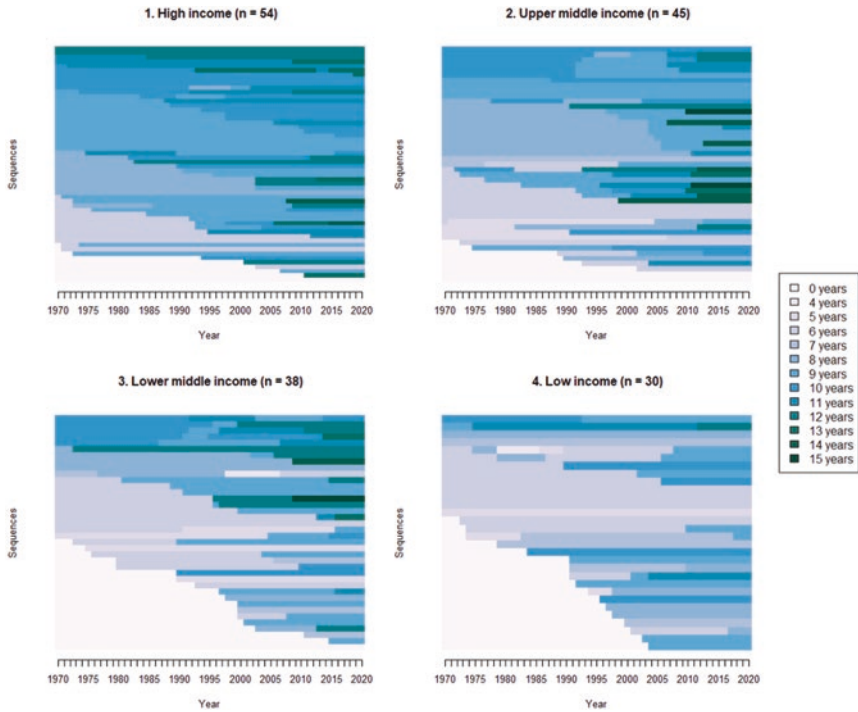 1. High income (n = 54)
Sequences
1970 1975 1980 1985 1990 1995 2000 2005 2010 2015 2020
Year
2. Upper middle income (n = 45)
Sequences
1970 1975 1980 1985 1990 1995 2000 2005 2010 2015 2020
Year
0 years
4 years
5 years
6 years
7 years
8 years
9 years
10 years
11 years
12 years
13 years
14 years
15 years
3. Lower middle income (n = 38)
Sequences
1970 1975 1980 1985 1990 1995 2000 2005 2010 2015 2020
Year
4. Low income (n = 30)
Sequences
1970 1975 1980 1985 1990 1995 2000 2005 2010 2015 2020
Year